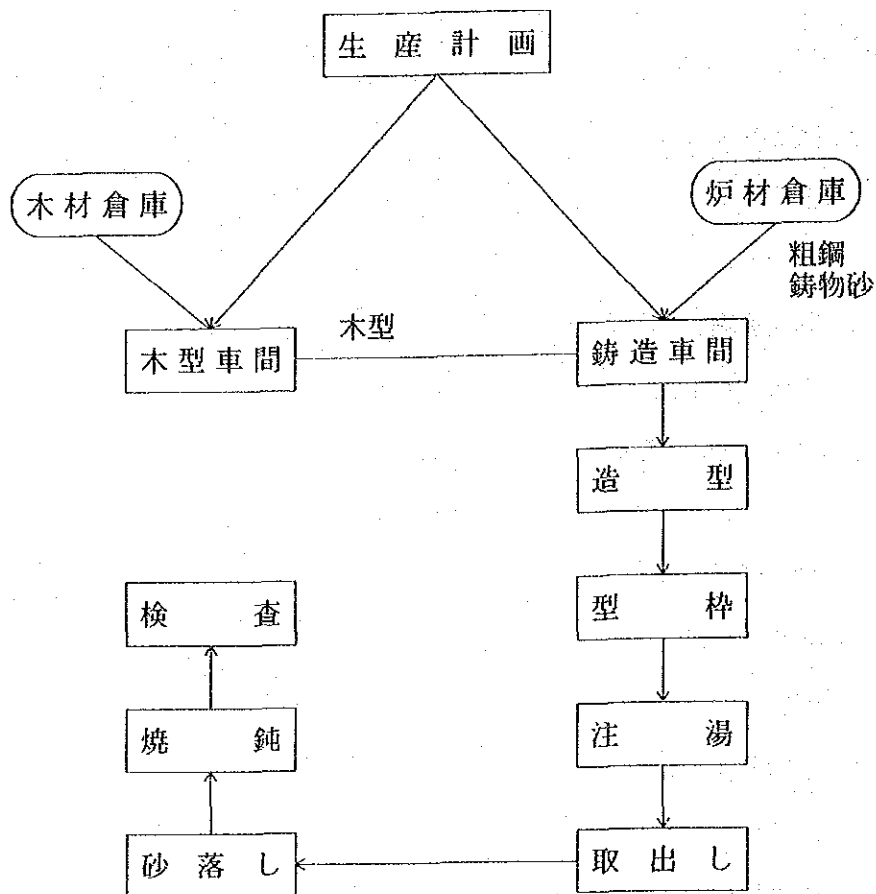 生産計画
木材倉庫
炉材倉庫
粗鋼
鋳物砂
木型
木型車間
鋳造車間
造型
型枠
検査
注湯
焼鈍
砂落し
取出し